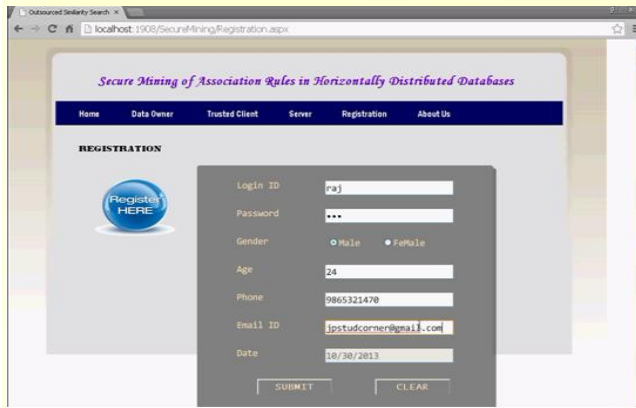 Outsourced Similarity Search
localhost:1908/SecureMining/Registration.aspx
Secure Mining of Association Rules in Horizontally Distributed Databases
Home Data Owner Trusted Client Server Registration About Us
REGISTRATION
Register
HERE
Login ID raj
Password •••
Gender Male FeMale
Age 24
Phone 9865321470
Email ID jpstudcorner@gmail.com
Date 10/30/2013
SUBMIT CLEAR